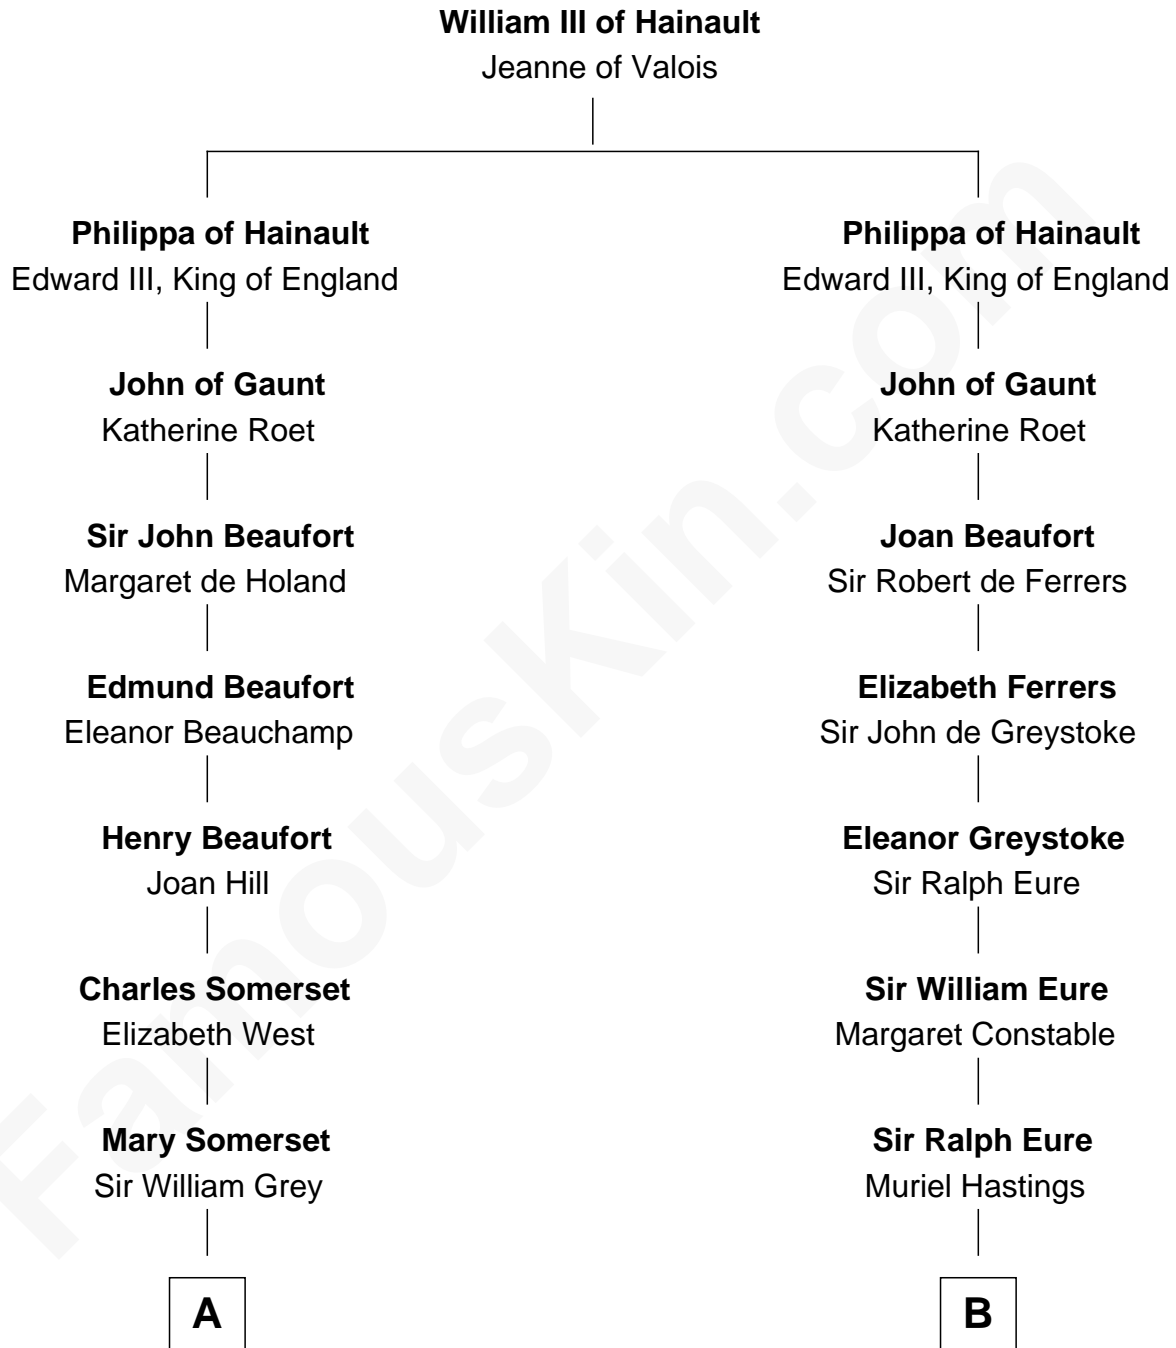 William III of Hainault
Jeanne of Valois
Philippa of Hainault
Edward III, King of England
John of Gaunt
Katherine Roet
Sir John Beaufort
Margaret de Holand
Edmund Beaufort
Eleanor Beauchamp
Henry Beaufort
Joan Hill
Charles Somerset
Elizabeth West
Mary Somerset
Sir William Grey
A
Philippa of Hainault
Edward III, King of England
John of Gaunt
Katherine Roet
Joan Beaufort
Sir Robert de Ferrers
Elizabeth Ferrers
Sir John de Greystoke
Eleanor Greystoke
Sir Ralph Eure
Sir William Eure
Margaret Constable
Sir Ralph Eure
Muriel Hastings
B
FamousKin.com